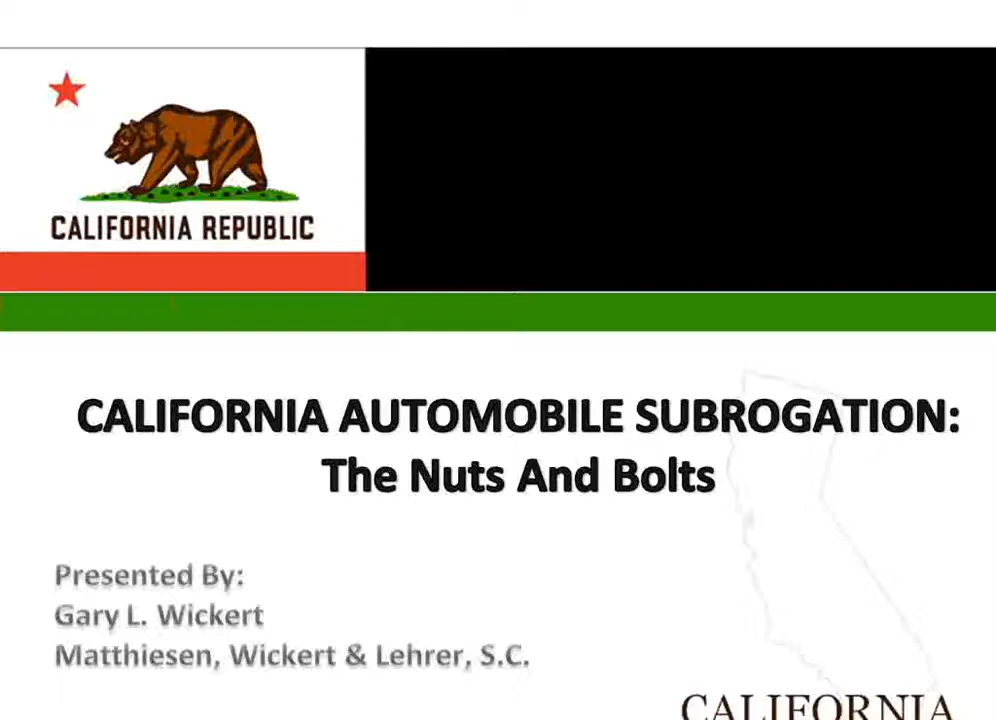 CALIFORNIA REPUBLIC
CALIFORNIA AUTOMOBILE SUBROGATION:
The Nuts And Bolts
Presented By:
Gary L. Wickert
Matthiesen, Wickert & Lehrer, S.C.
CALIFORNIA